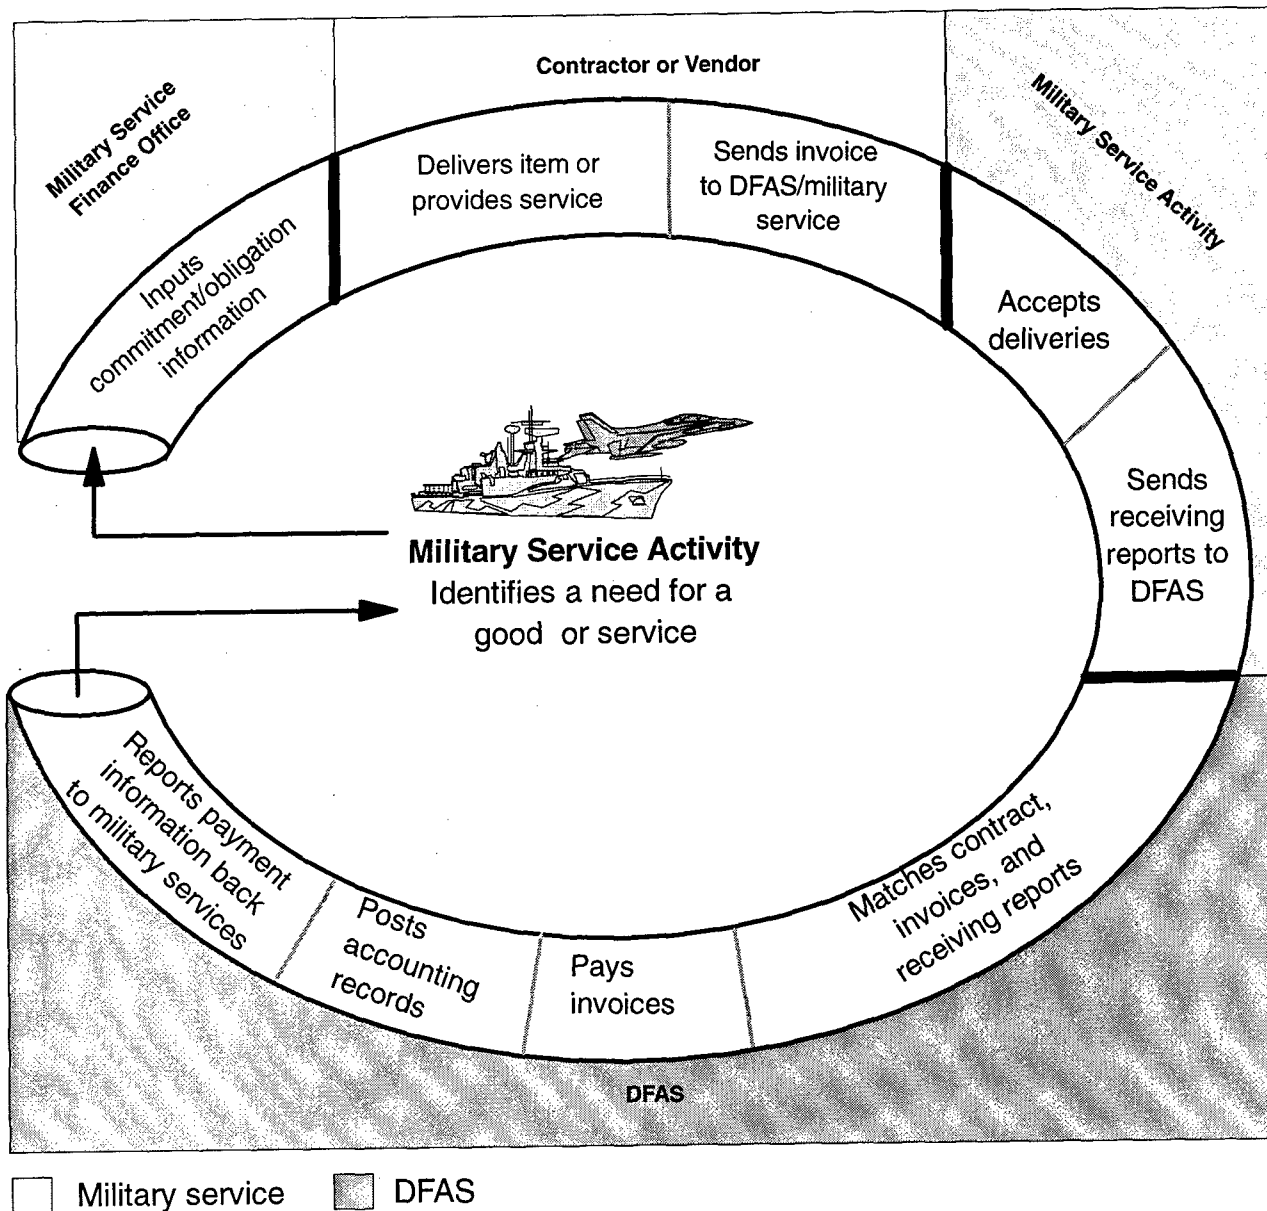 Military Service
Finance Office
Contractor or Vendor
Military Service Activity
Inputs
commitment/obligation
information
Delivers item or
provides service
Sends invoice
to DFAS/military
service
Accepts
deliveries
Sends
receiving
reports to
DFAS
Military Service Activity
Identifies a need for a
good or service
Matches contract,
invoices, and
receiving reports
Pays
invoices
Posts
accounting
records
Reports payment
information back
to military services
DFAS
Military service
DFAS